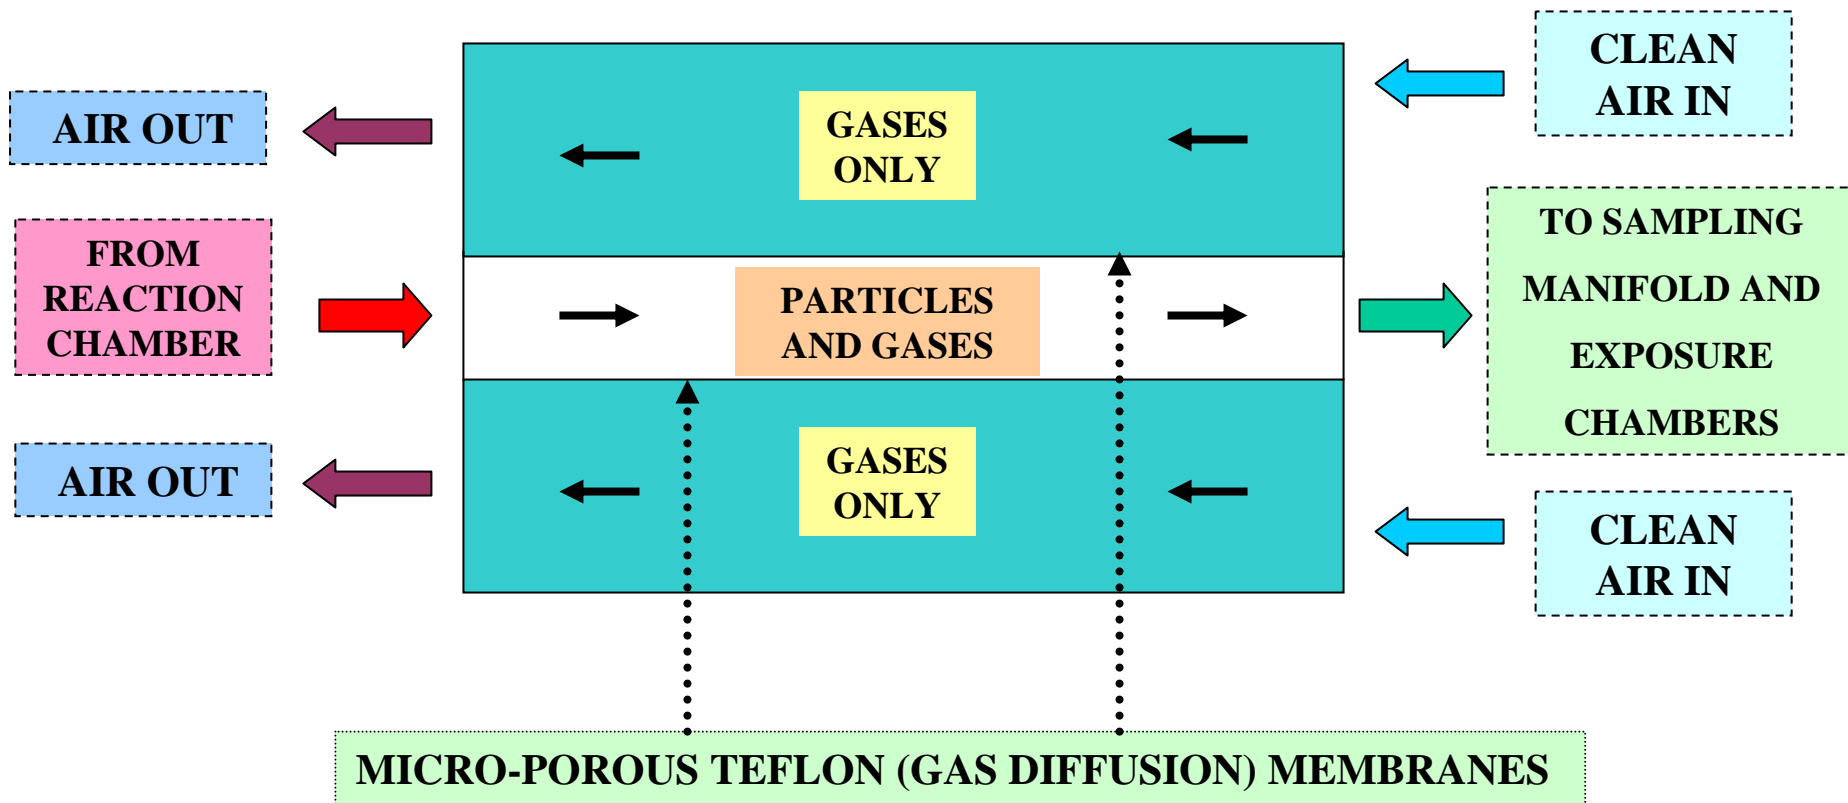 CLEAN
AIR IN
AIR OUT
GASES
ONLY
FROM
REACTION
CHAMBER
PARTICLES
AND GASES
TO SAMPLING
MANIFOLD AND
EXPOSURE
CHAMBERS
AIR OUT
GASES
ONLY
CLEAN
AIR IN
MICRO-POROUS TEFLON (GAS DIFFUSION) MEMBRANES